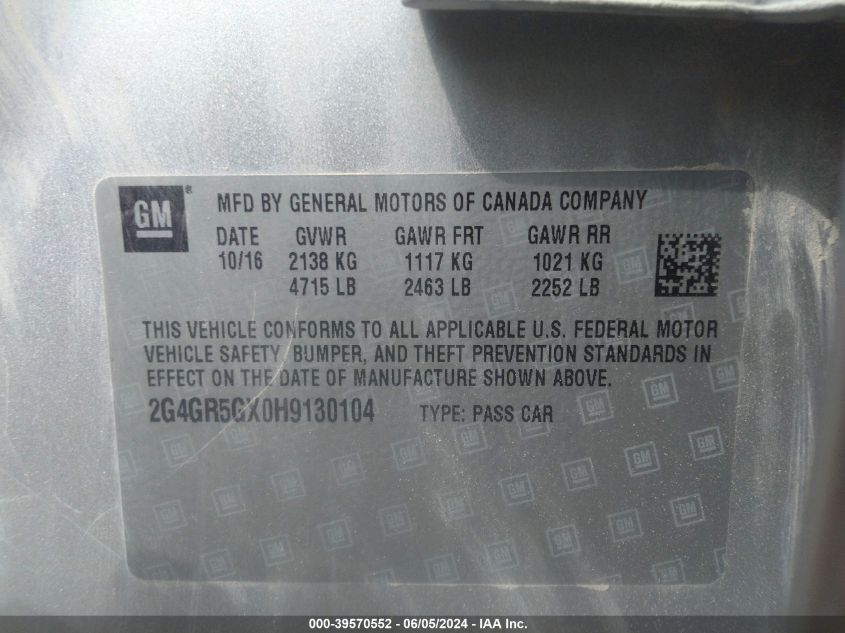 GM ® MFD BY GENERAL MOTORS OF CANADA COMPANY
DATE GVWR GAWR FRT GAWR RR
10/16 2138 KG 1117 KG 1021 KG
4715 LB 2463 LB 2252 LB
THIS VEHICLE CONFORMS TO ALL APPLICABLE U.S. FEDERAL MOTOR
VEHICLE SAFETY, BUMPER, AND THEFT PREVENTION STANDARDS IN
EFFECT ON THE DATE OF MANUFACTURE SHOWN ABOVE.
2G4GR5GX0H9130104 TYPE: PASS CAR
000-39570552 - 06/05/2024 - IAA Inc.